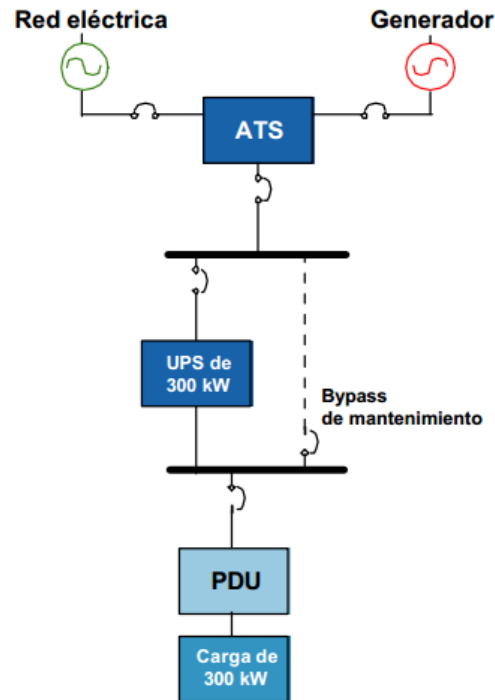 Red eléctrica
Generador
ATS
UPS de
300 kW
Bypass
de mantenimiento
PDU
Carga de
300 kW